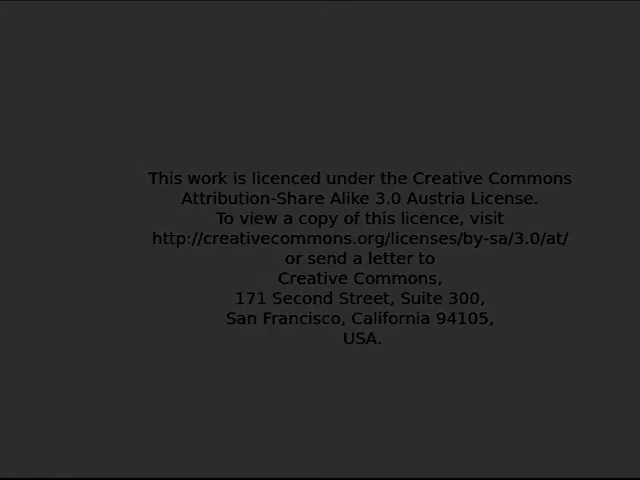 This work is licenced under the Creative Commons
Attribution-Share Alike 3.0 Austria License.
To view a copy of this licence, visit
http://creativecommons.org/licenses/by-sa/3.0/at/
or send a letter to
Creative Commons,
171 Second Street, Suite 300,
San Francisco, California 94105,
USA.